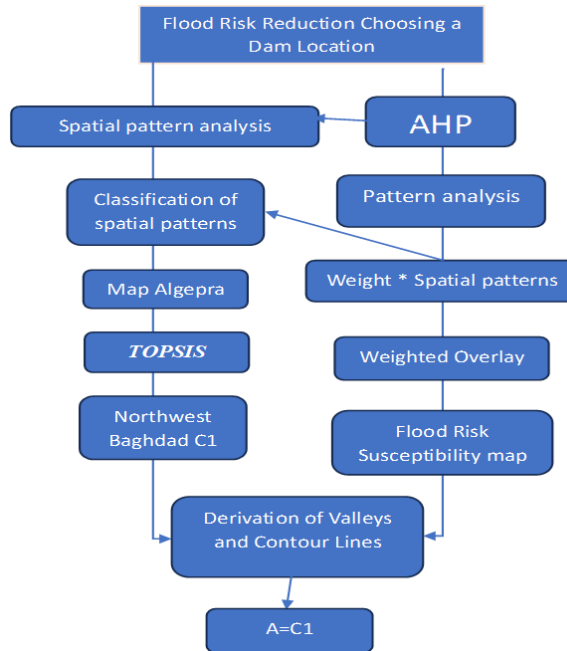 Flood Risk Reduction Choosing a
Dam Location
Spatial pattern analysis
AHP
Classification of
spatial patterns
Pattern analysis
Map Algepra
Weight * Spatial patterns
TOPSIS
Weighted Overlay
Northwest
Baghdad C1
Flood Risk
Susceptibility map
Derivation of Valleys
and Contour Lines
A=C1